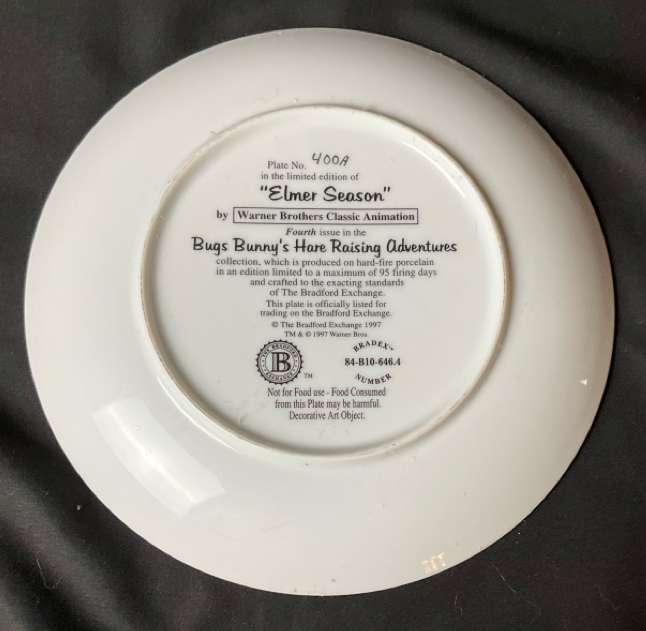 Plate No. 400A
in the limited edition of
"Elmer Season"
by Warner Brothers Classic Animation
Fourth issue in the
Bugs Bunny's Hare Raising Adventures
collection, which is produced on hard-fire porcelain
in an edition limited to a maximum of 95 firing days
and crafted to the exacting standards
of The Bradford Exchange.
This plate is officially listed for
trading on the Bradford Exchange.
© The Bradford Exchange 1997
TM & © 1997 Warner Bros.
THE BRADFORD
B
EXCHANGE
TM
BRADEX™
84-B10-646.4
NUMBER
Not for Food use - Food Consumed
from this Plate may be harmful.
Decorative Art Object.